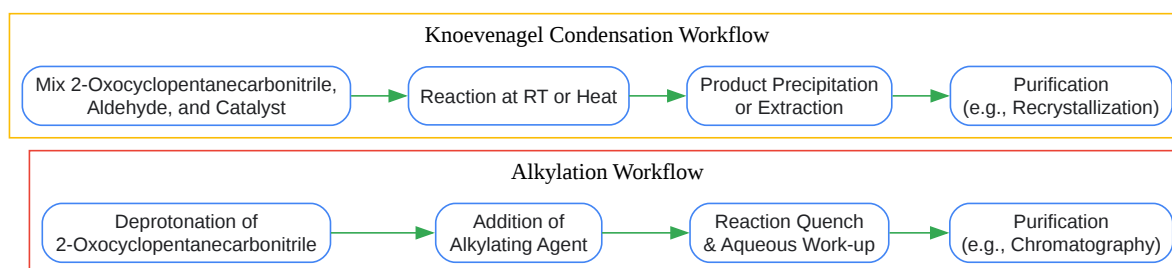 Knoevenagel Condensation Workflow
Mix 2-Oxocyclopentanecarbonitrile,
Aldehyde, and Catalyst
Reaction at RT or Heat
Product Precipitation
or Extraction
Purification
(e.g., Recrystallization)
Alkylation Workflow
Deprotonation of
2-Oxocyclopentanecarbonitrile
Addition of
Alkylating Agent
Reaction Quench
& Aqueous Work-up
Purification
(e.g., Chromatography)